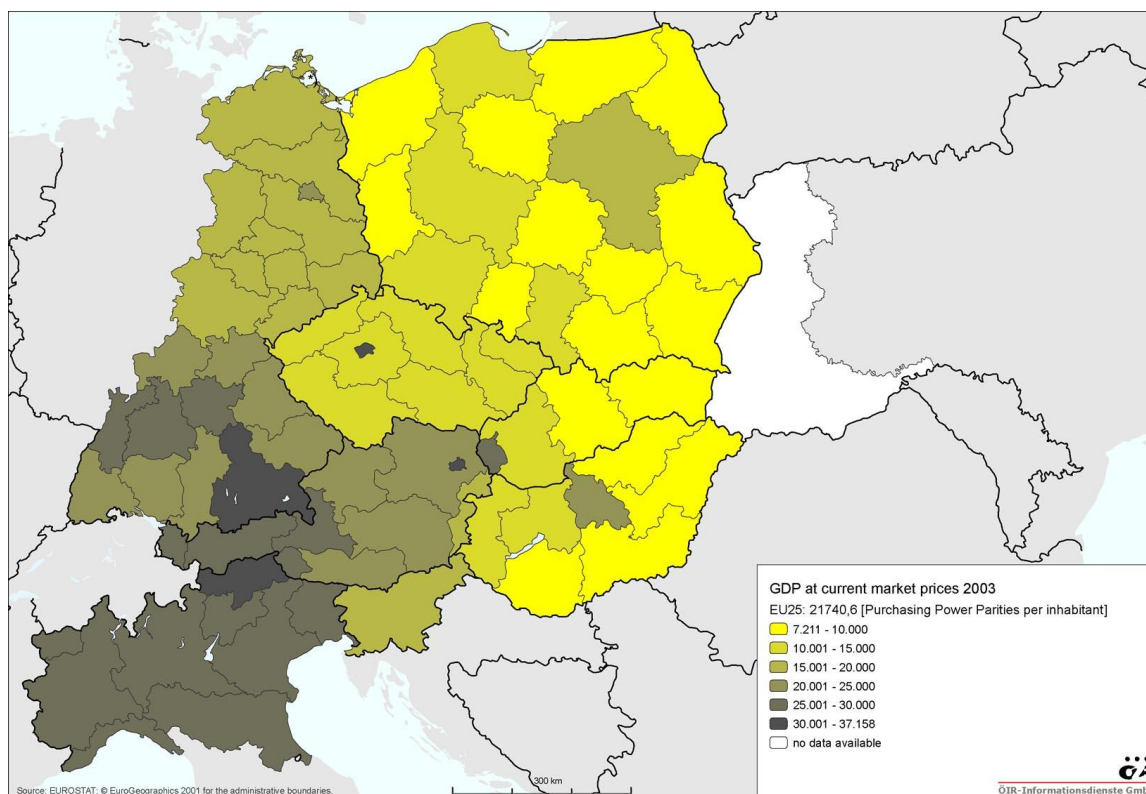 GDP at current market prices 2003
EU25: 21740,6 [Purchasing Power Parities per inhabitant]
7.211 - 10.000
10.001 - 15.000
15.001 - 20.000
20.001 - 25.000
25.001 - 30.000
30.001 - 37.158
no data available
300 km
Source: EUROSTAT: © EuroGeographics 2001 for the administrative boundaries.
ÖIR-Informationsdienste Gmb